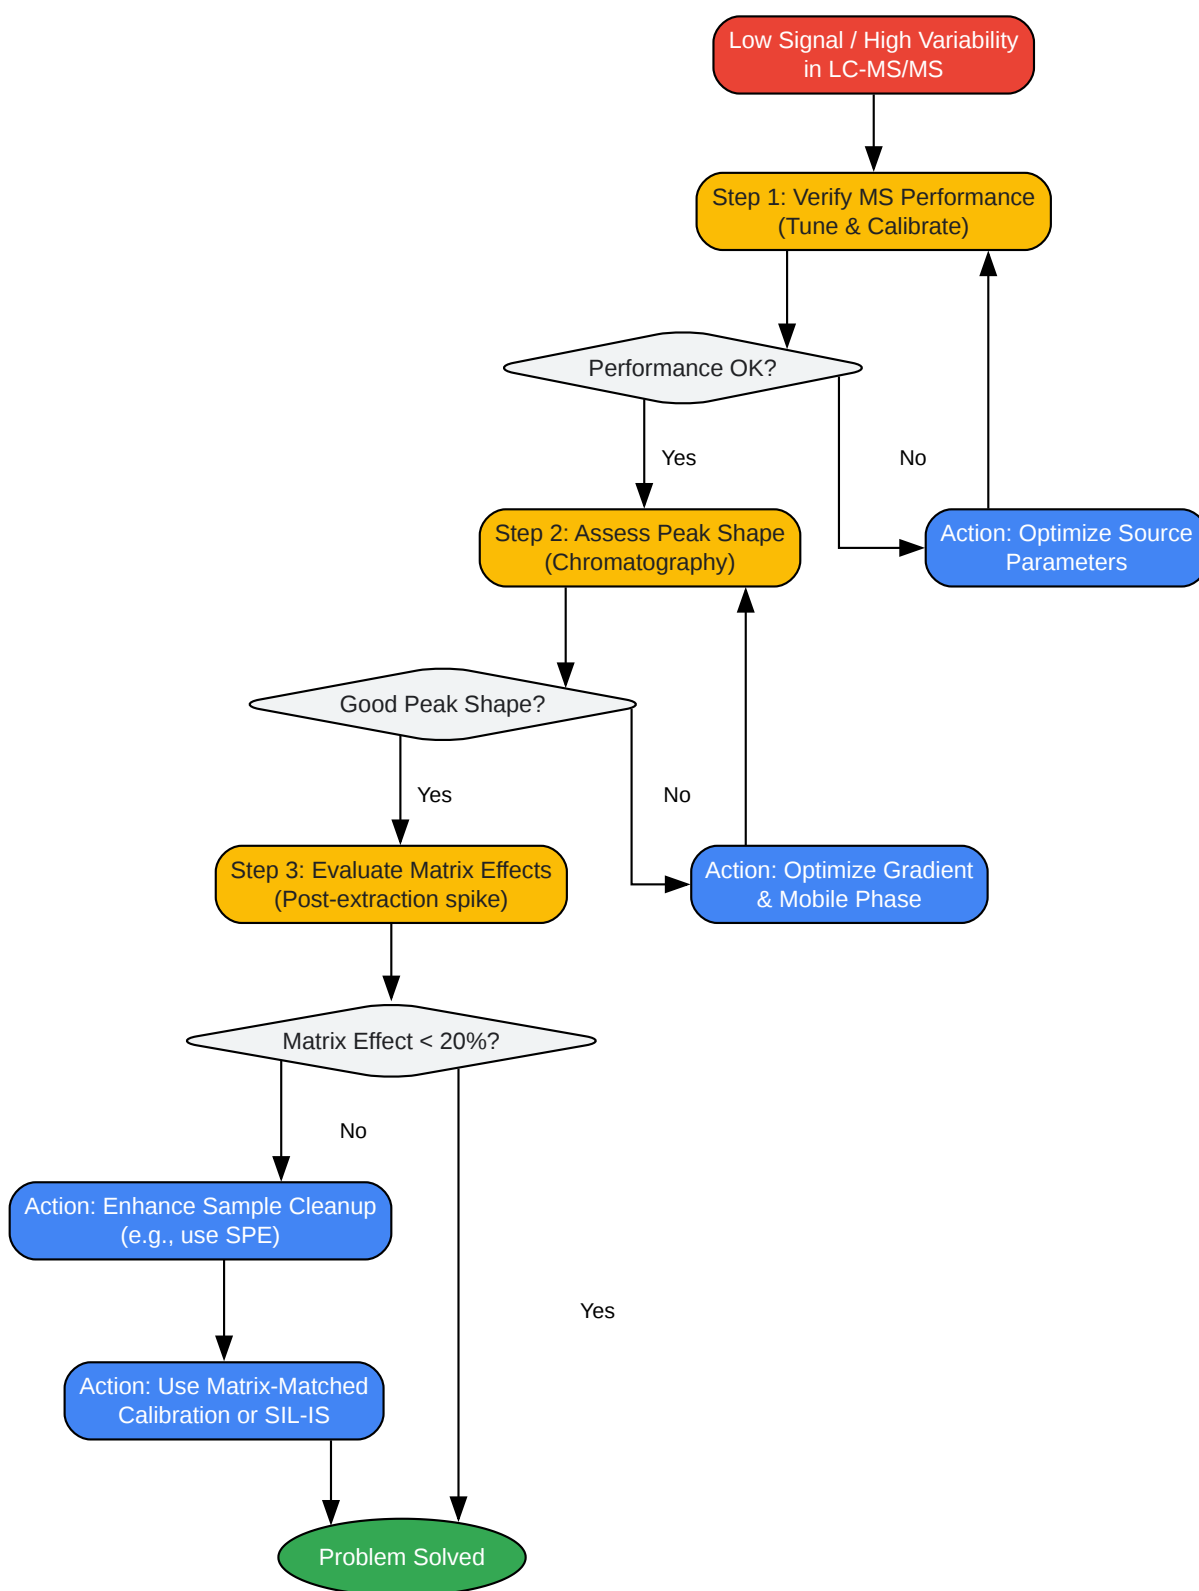 Low Signal / High Variability
in LC-MS/MS
Step 1: Verify MS Performance
(Tune & Calibrate)
Performance OK?
Yes
No
Step 2: Assess Peak Shape
(Chromatography)
Action: Optimize Source
Parameters
Good Peak Shape?
Yes
No
Step 3: Evaluate Matrix Effects
(Post-extraction spike)
Action: Optimize Gradient
& Mobile Phase
Matrix Effect < 20%?
No
Action: Enhance Sample Cleanup
(e.g., use SPE)
Yes
Action: Use Matrix-Matched
Calibration or SIL-IS
Problem Solved